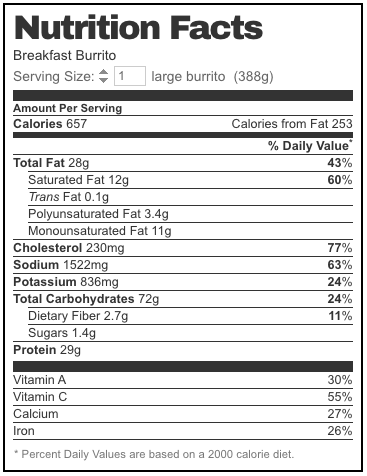 Nutrition Facts
Breakfast Burrito
Serving Size: 1 large burrito (388g)
Amount Per Serving
Calories 657 Calories from Fat 253
% Daily Value*
Total Fat 28g 43%
Saturated Fat 12g 60%
Trans Fat 0.1g
Polyunsaturated Fat 3.4g
Monounsaturated Fat 11g
Cholesterol 230mg 77%
Sodium 1522mg 63%
Potassium 836mg 24%
Total Carbohydrates 72g 24%
Dietary Fiber 2.7g 11%
Sugars 1.4g
Protein 29g
Vitamin A 30%
Vitamin C 55%
Calcium 27%
Iron 26%
* Percent Daily Values are based on a 2000 calorie diet.